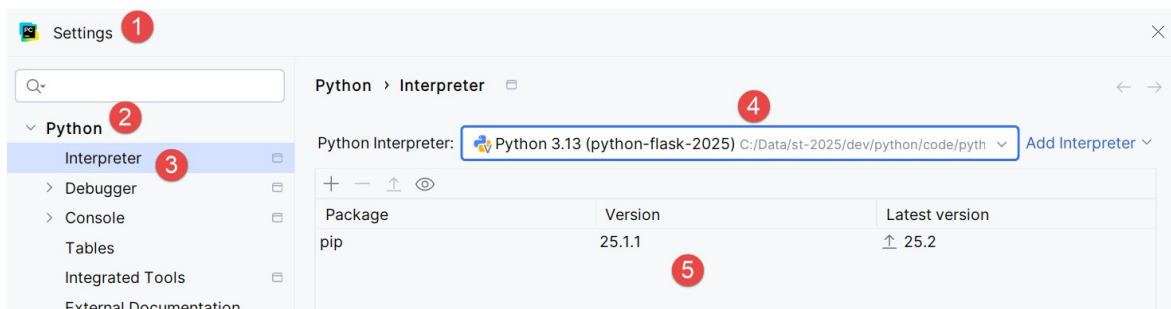 Settings 1
Python › Interpreter
2
4
Python
Python Interpreter: Python 3.13 (python-flask-2025) C:/Data/st-2025/dev/python/code/pyth Add Interpreter
Interpreter 3
Debugger
Package Version Latest version
Console
pip 25.1.1 25.2
Tables
5
Integrated Tools
External Documentation